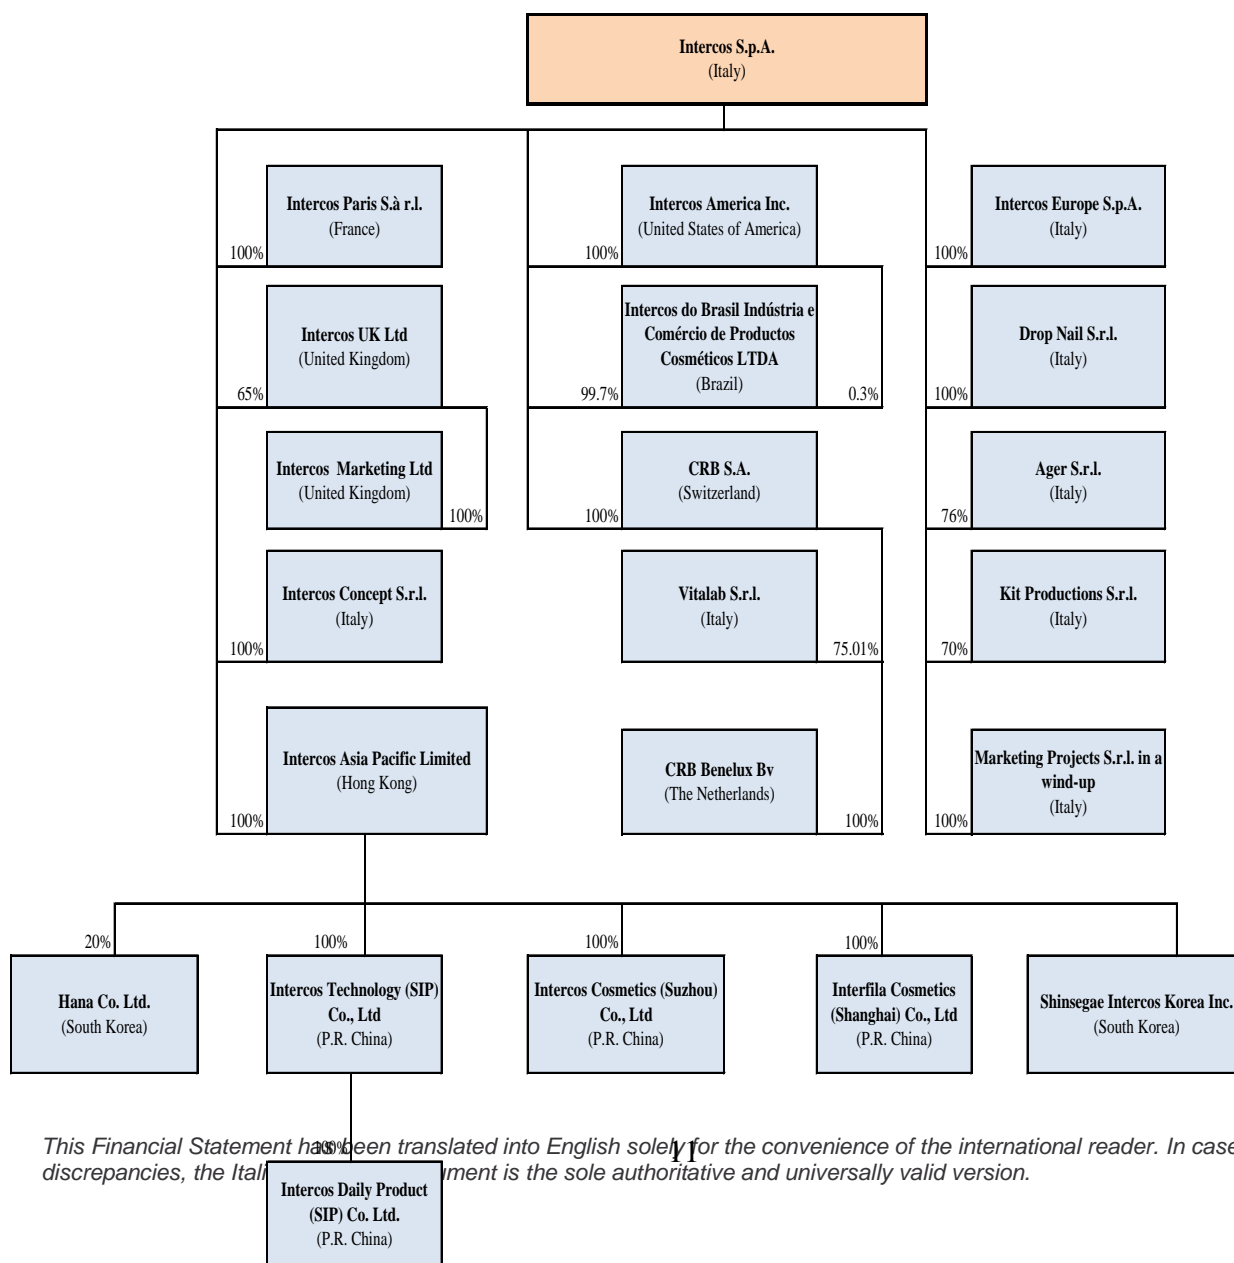 Intercos S.p.A.
(Italy)
Intercos Paris S.à r.l.
(France)
100%
Intercos America Inc.
(United States of America)
100%
Intercos Europe S.p.A.
(Italy)
100%
Intercos UK Ltd
(United Kingdom)
65%
Intercos do Brasil Indústria e
Comércio de Productos
Cosméticos LTDA
(Brazil)
99.7%
0.3%
Drop Nail S.r.l.
(Italy)
100%
Intercos Marketing Ltd
(United Kingdom)
100%
CRB S.A.
(Switzerland)
100%
Ager S.r.l.
(Italy)
76%
Intercos Concept S.r.l.
(Italy)
100%
Vitalab S.r.l.
(Italy)
75.01%
Kit Productions S.r.l.
(Italy)
70%
Intercos Asia Pacific Limited
(Hong Kong)
100%
CRB Benelux Bv
(The Netherlands)
100%
Marketing Projects S.r.l. in a
wind-up
(Italy)
100%
20%
Hana Co. Ltd.
(South Korea)
100%
Intercos Technology (SIP)
Co., Ltd
(P.R. China)
100%
Intercos Cosmetics (Suzhou)
Co., Ltd
(P.R. China)
100%
Interfila Cosmetics
(Shanghai) Co., Ltd
(P.R. China)
Shinsegae Intercos Korea Inc.
(South Korea)
100%
This Financial Statement has been translated into English solely for the convenience of the international reader. In case
11
discrepancies, the Itali ument is the sole authoritative and universally valid version.
Intercos Daily Product
(SIP) Co. Ltd.
(P.R. China)